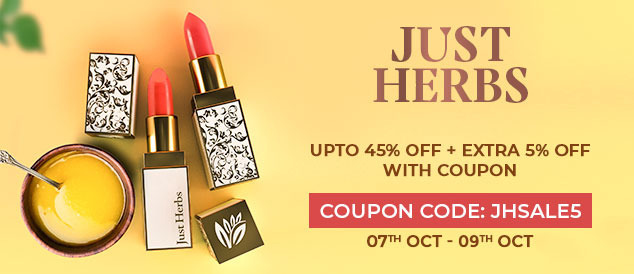 JUST
HERBS
UPTO 45% OFF + EXTRA 5% OFF
WITH COUPON
COUPON CODE: JHSALE5
07TH OCT - 09TH OCT
Just Herbs